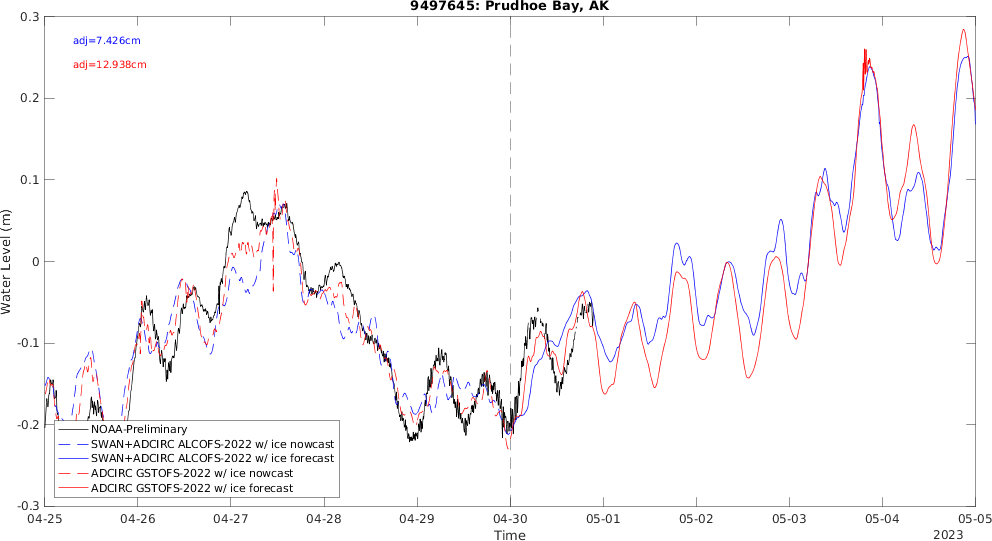 9497645: Prudhoe Bay, AK
adj=7.426cm
adj=12.938cm
Water Level (m)
0.3
0.2
0.1
0
-0.1
-0.2
-0.3
NOAA-Preliminary
SWAN+ADCIRC ALCOFS-2022 w/ ice nowcast
SWAN+ADCIRC ALCOFS-2022 w/ ice forecast
ADCIRC GSTOFS-2022 w/ ice nowcast
ADCIRC GSTOFS-2022 w/ ice forecast
04-25 04-26 04-27 04-28 04-29 04-30 05-01 05-02 05-03 05-04 05-05
Time
2023